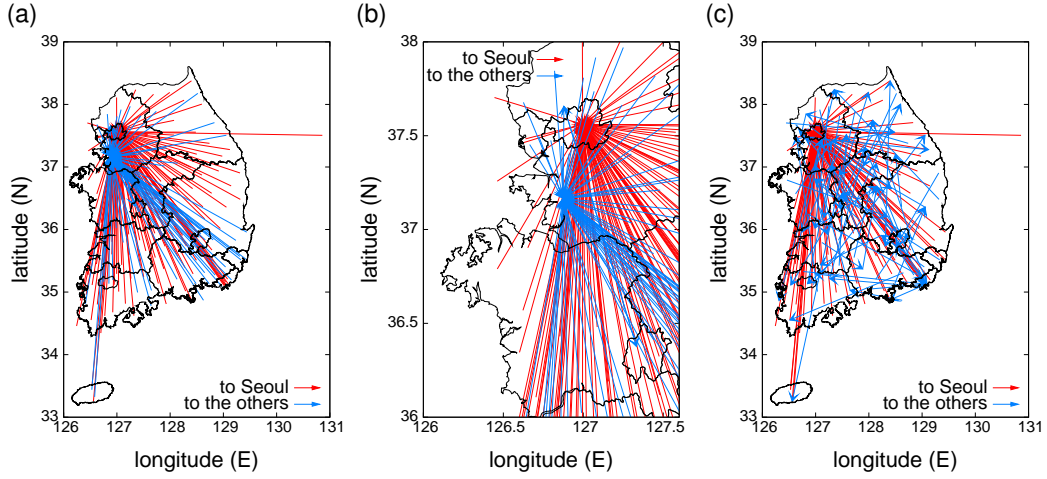 (a)
39
38
37
36
35
34
33
126 127 128 129 130 131
latitude (N)
longitude (E)
to Seoul
to the others
(b)
38
37.5
37
36.5
36
126 126.5 127 127.5
latitude (N)
longitude (E)
to Seoul
to the others
(c)
39
38
37
36
35
34
33
126 127 128 129 130 131
latitude (N)
longitude (E)
to Seoul
to the others